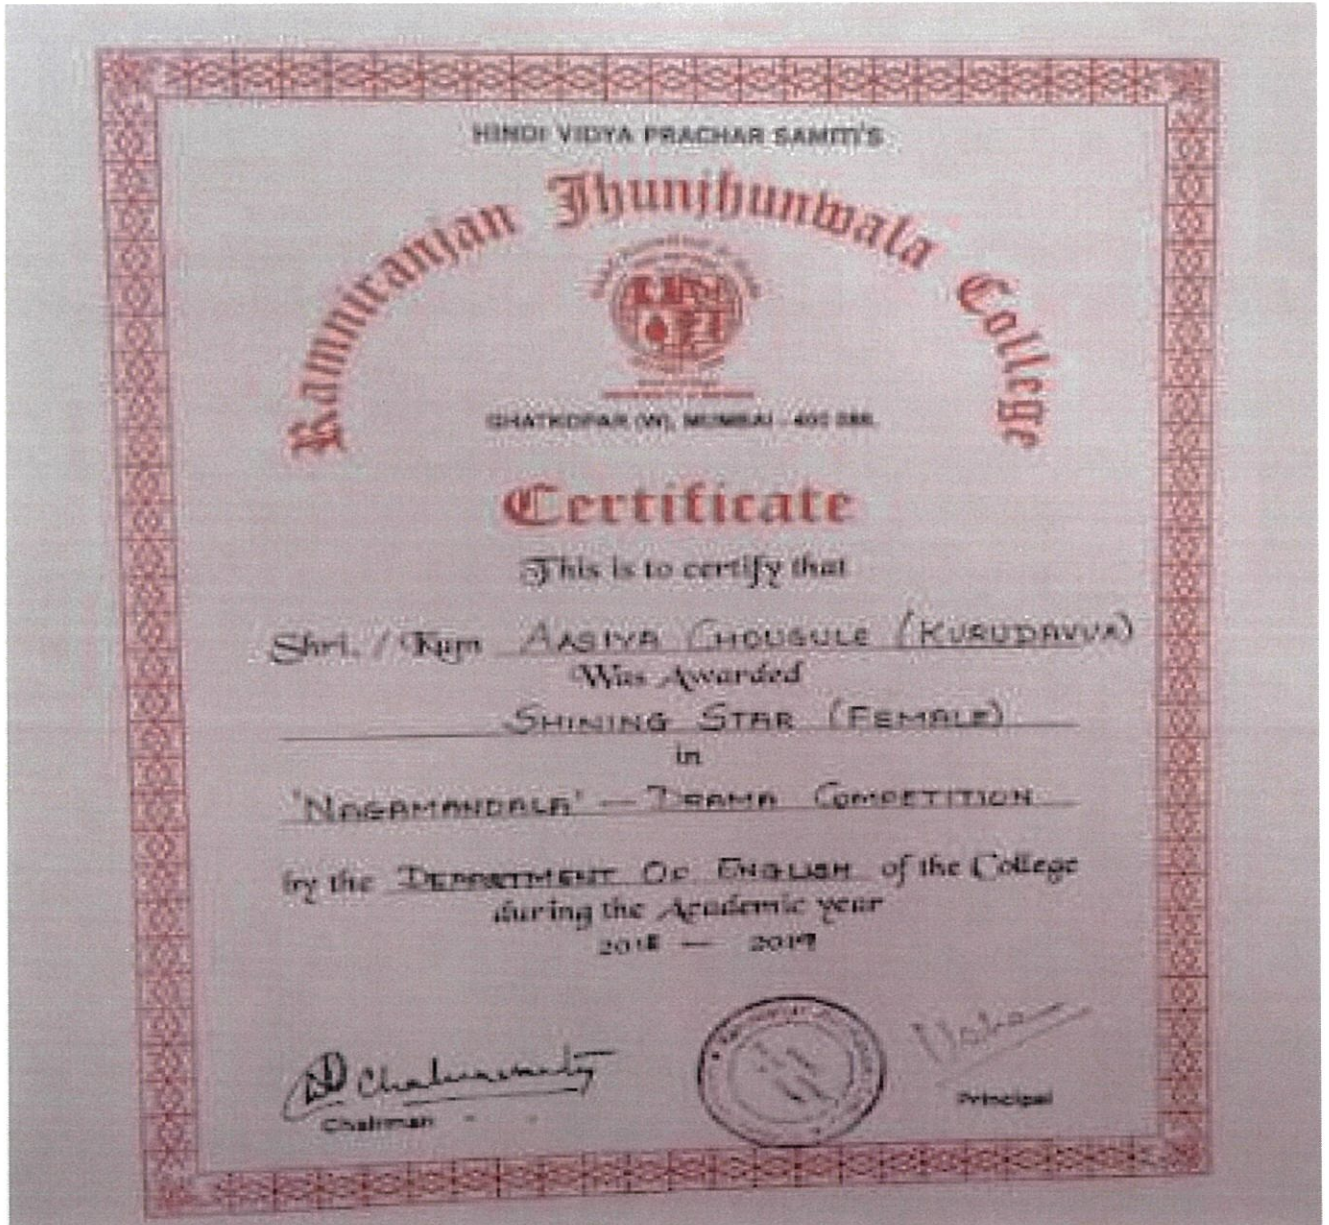 HINDI VIDYA PRACHAR SAMITI'S
Ramniranjan Jhunjhunwala College
GHATKOPAR (W), MUMBAI - 400 086.
Certificate
This is to certify that
Shri. / Kum AASIYA CHOUGULE (KURUDAVVA)
Was Awarded
SHINING STAR (FEMALE)
in
'NAGAMANDALA' — DRAMA COMPETITION
by the DEPARTMENT OF ENGLISH of the College
during the Academic year
2018 — 2019
Chakravarty
Chairman
Principal